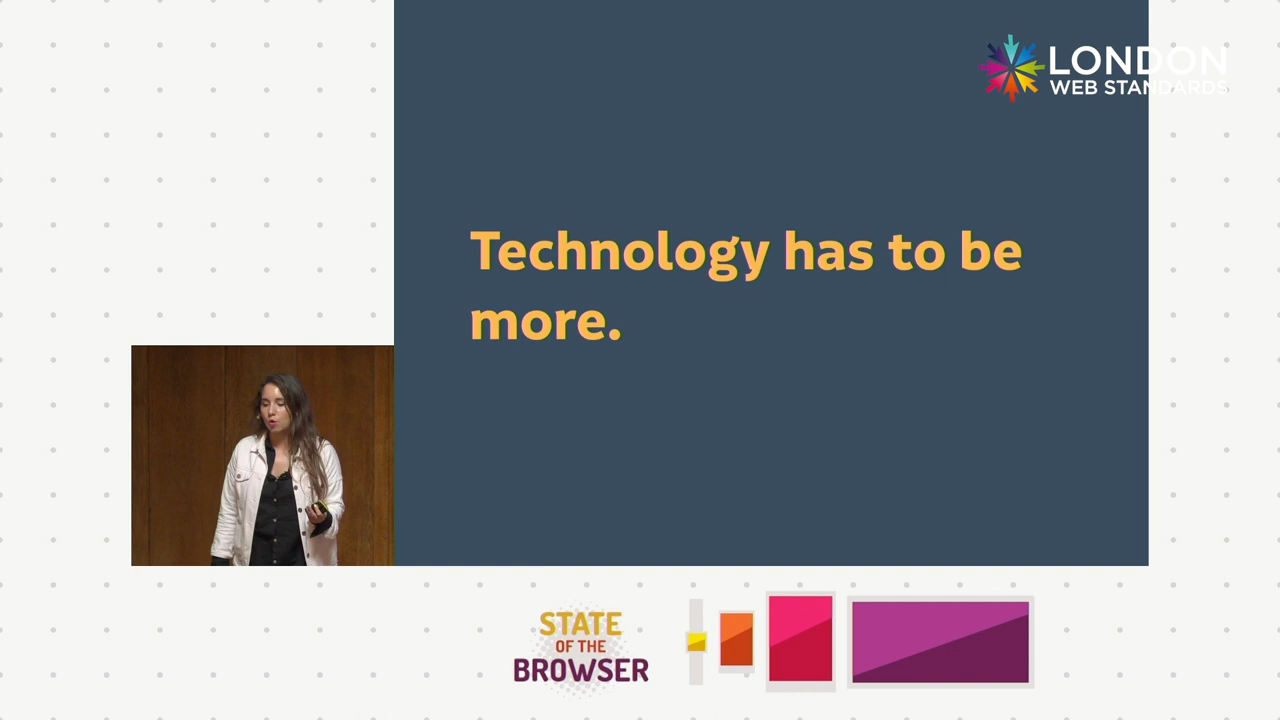 LONDON
WEB STANDARDS
Technology has to be
more.
STATE
OF THE
BROWSER